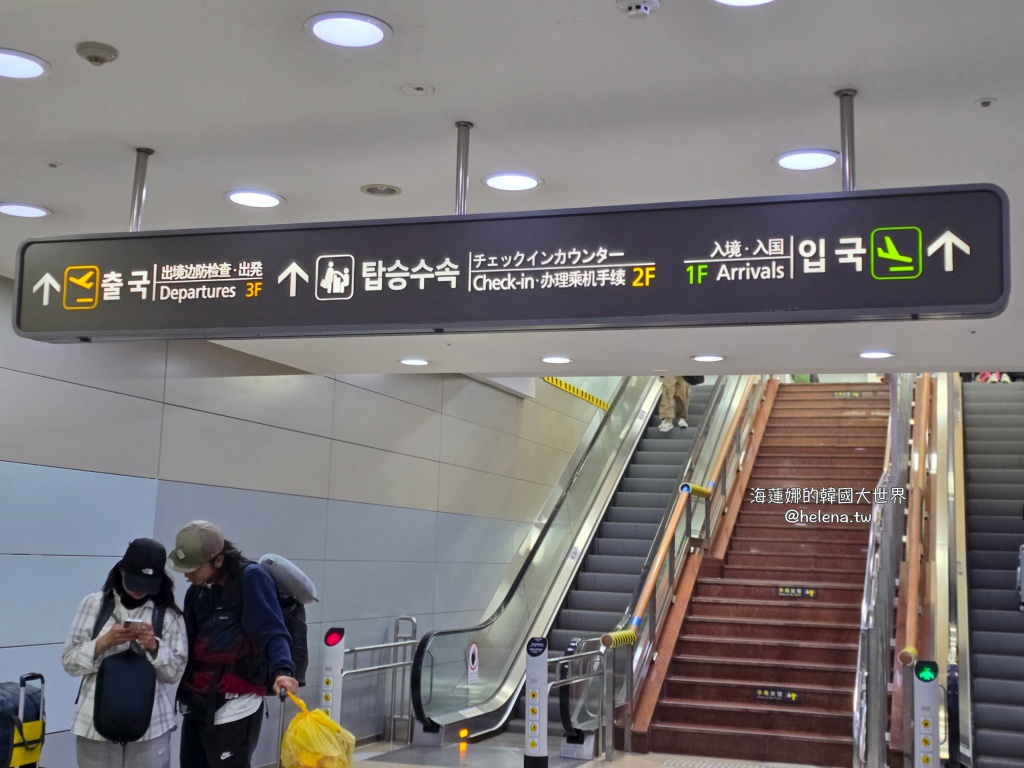 출국
出境边防检查·出発
Departures 3F
탑승수속
チェックインカウンター
Check-in·办理乘机手续 2F
入境·入国
1F Arrivals
입국
海蓮娜的韓國大世界
@helena.tw